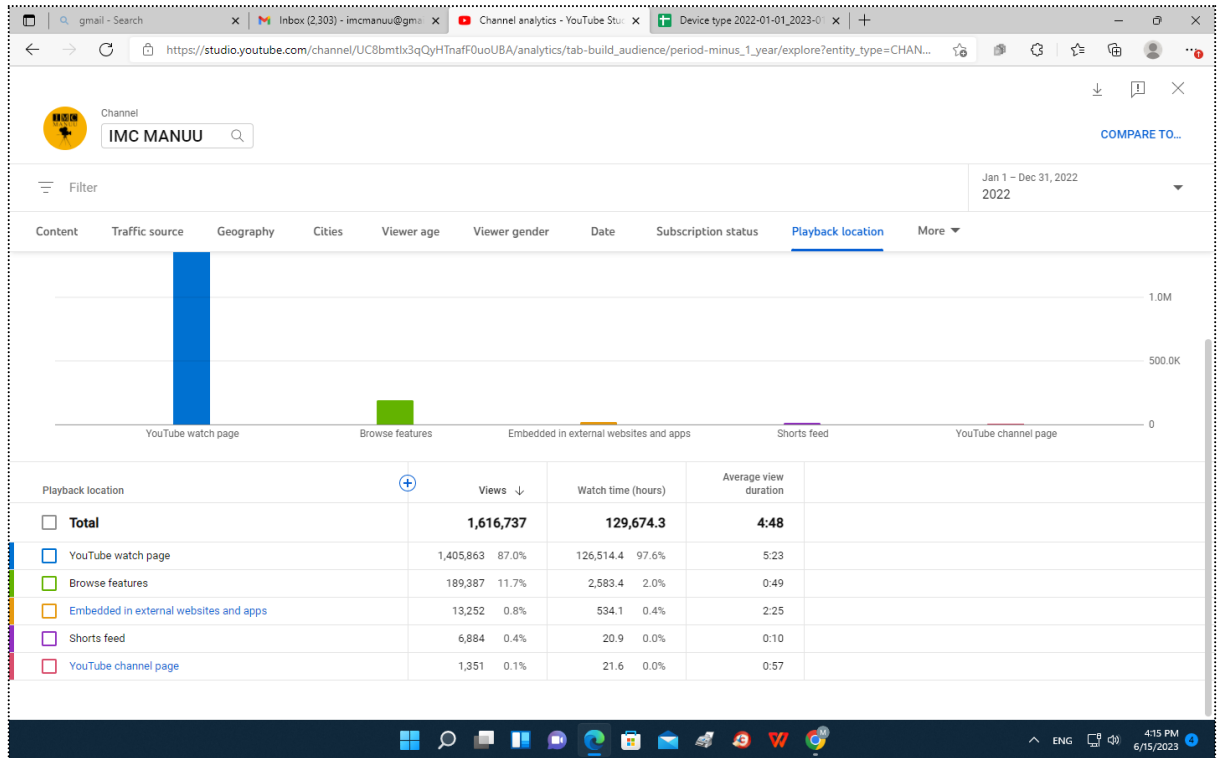 gmail - Search
Inbox (2,303) - imcmanuu@gma
Channel analytics - YouTube Stud
Device type 2022-01-01_2023-0
https://studio.youtube.com/channel/UC8bmtlx3qQyHTnafF0uoUBA/analytics/tab-build_audience/period-minus_1_year/explore?entity_type=CHAN...
IMC
MANUU
Channel
IMC MANUU
COMPARE TO...
Filter
Jan 1 – Dec 31, 2022
2022
Content Traffic source Geography Cities Viewer age Viewer gender Date Subscription status Playback location More
1.0M
500.0K
0
YouTube watch page Browse features Embedded in external websites and apps Shorts feed YouTube channel page
Playback location Views Watch time (hours) Average view duration
Total 1,616,737 129,674.3 4:48
YouTube watch page 1,405,863 87.0% 126,514.4 97.6% 5:23
Browse features 189,387 11.7% 2,583.4 2.0% 0:49
Embedded in external websites and apps 13,252 0.8% 534.1 0.4% 2:25
Shorts feed 6,884 0.4% 20.9 0.0% 0:10
YouTube channel page 1,351 0.1% 21.6 0.0% 0:57
ENG
4:15 PM
6/15/2023
4